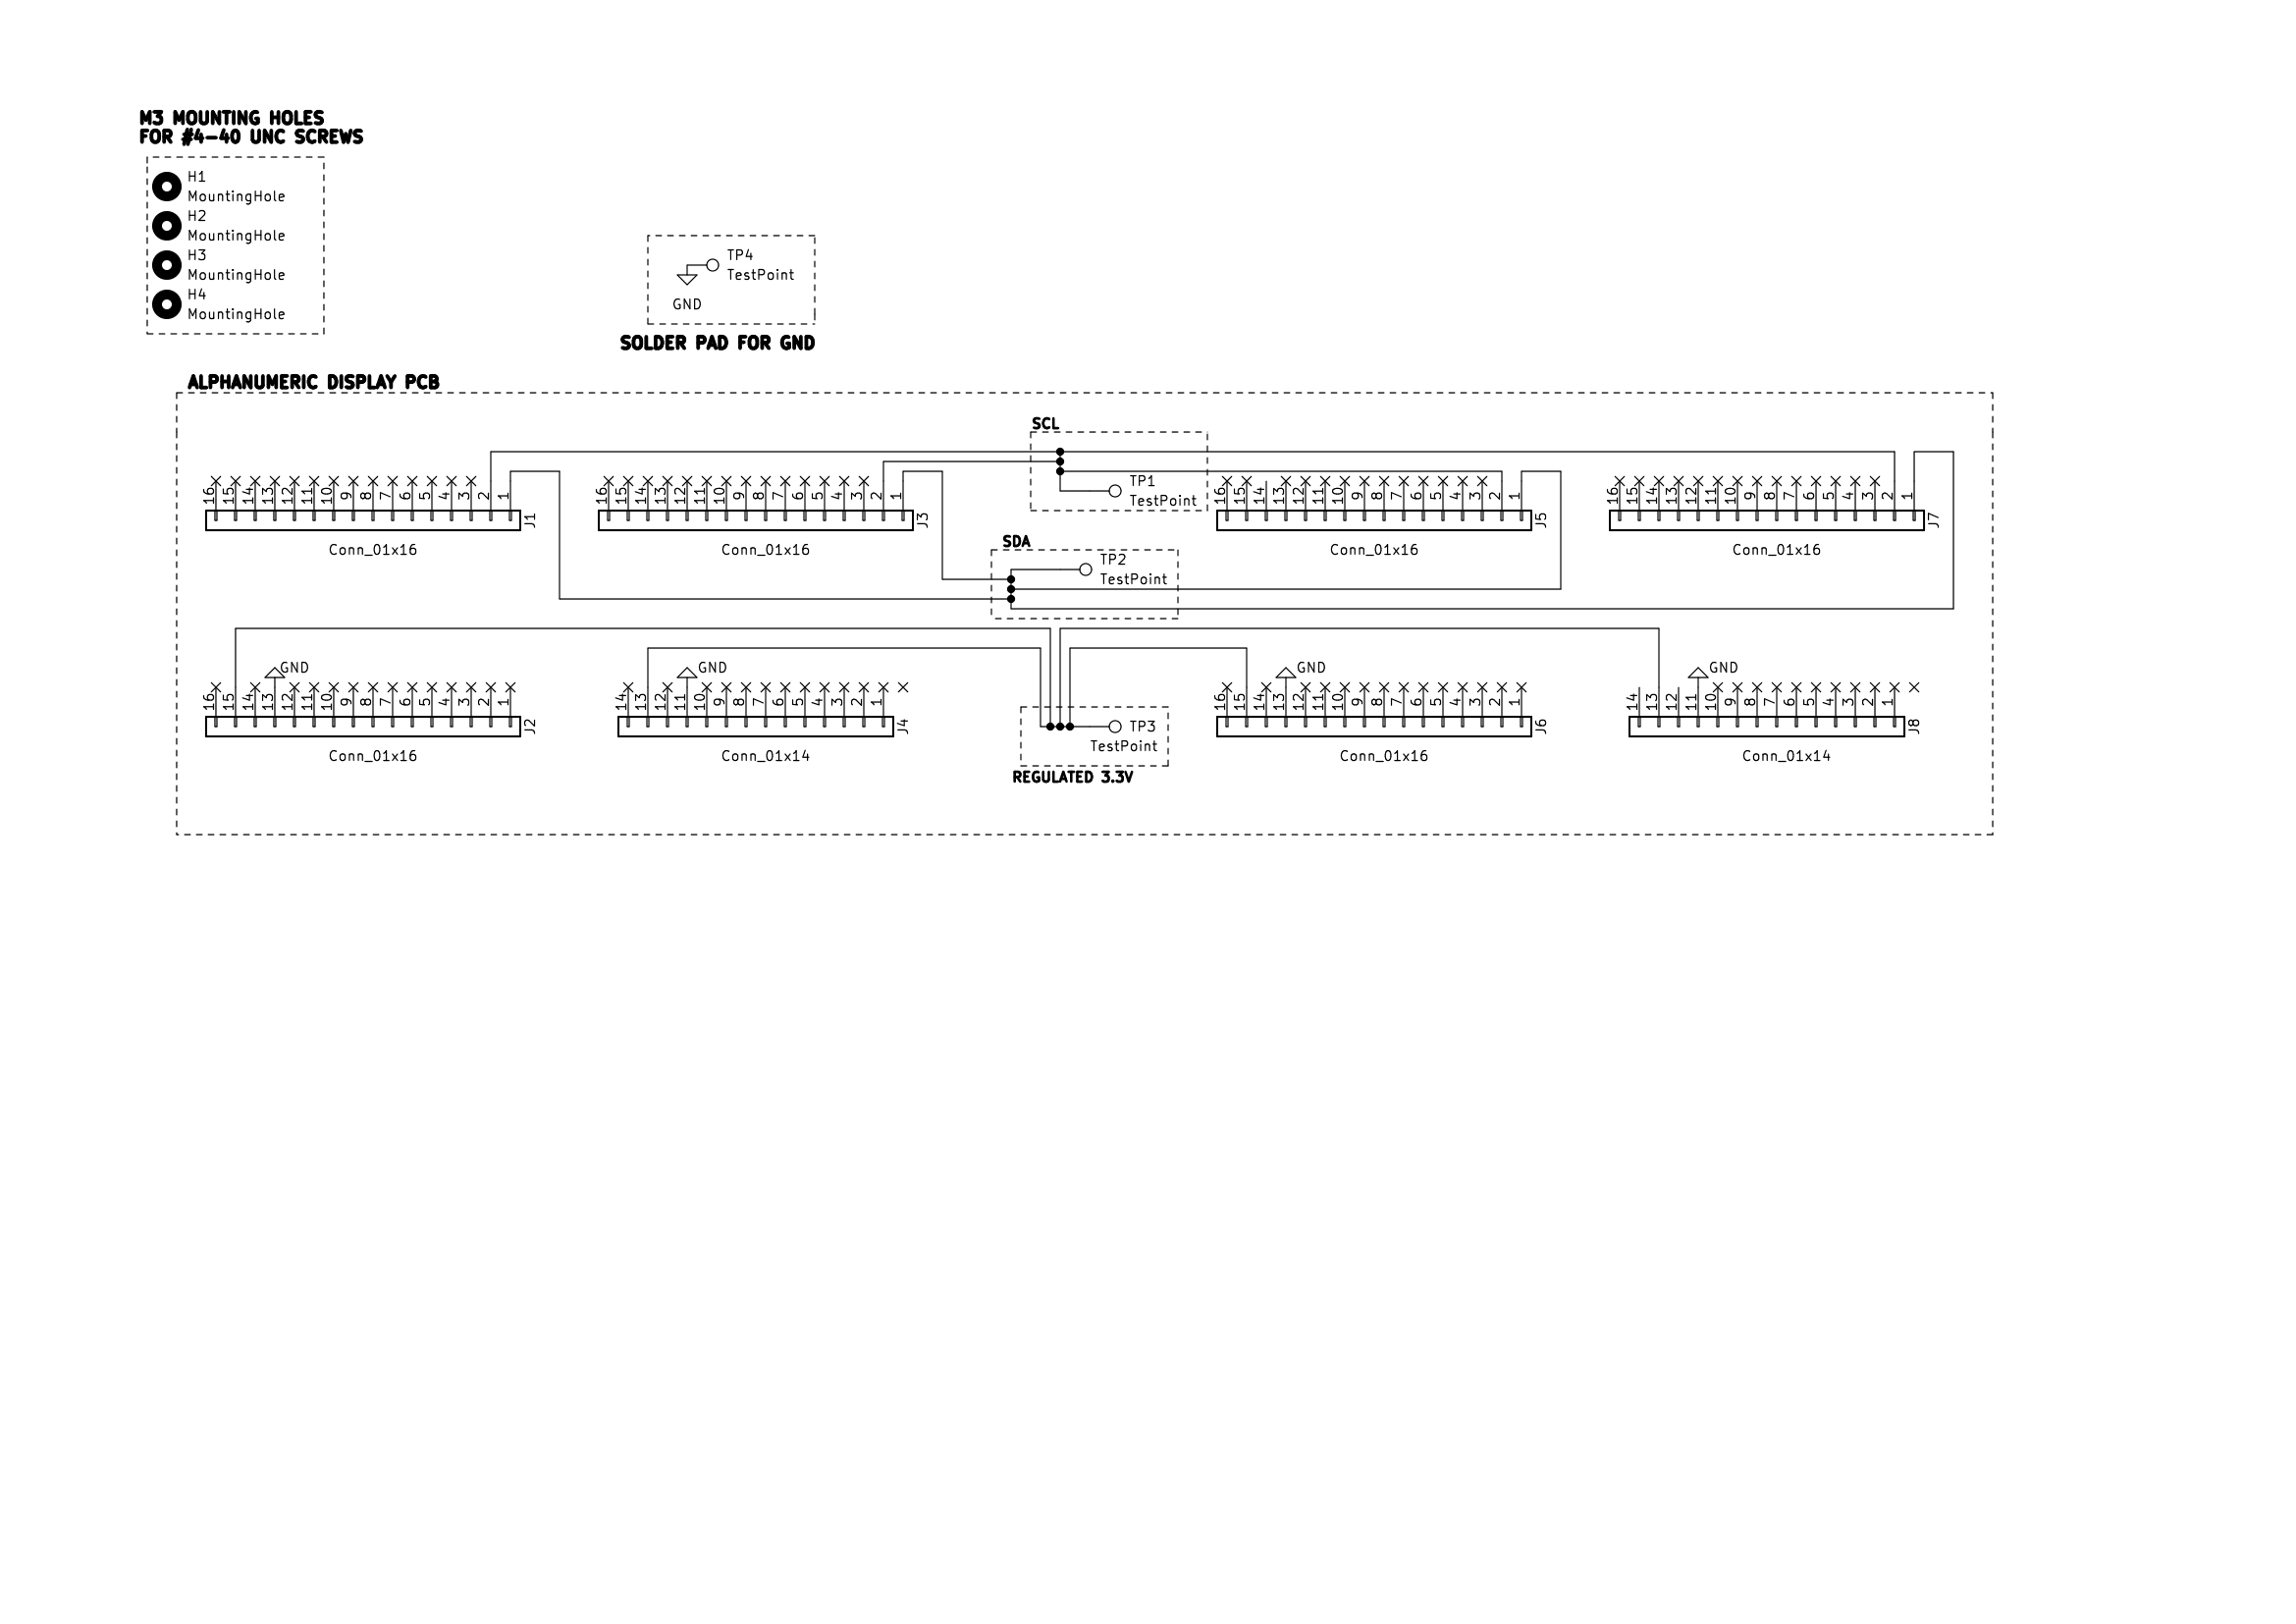 M3 MOUNTING HOLES
FOR #4-40 UNC SCREWS
H1
MountingHole
H2
MountingHole
H3
MountingHole
H4
MountingHole
TP4
TestPoint
GND
SOLDER PAD FOR GND
ALPHANUMERIC DISPLAY PCB
SCL
TP1
TestPoint
16 15 14 13 12 11 10 9 8 7 6 5 4 3 2 1
J1
Conn_01x16
16 15 14 13 12 11 10 9 8 7 6 5 4 3 2 1
J3
Conn_01x16
16 15 14 13 12 11 10 9 8 7 6 5 4 3 2 1
J5
Conn_01x16
16 15 14 13 12 11 10 9 8 7 6 5 4 3 2 1
J7
Conn_01x16
SDA
TP2
TestPoint
GND
16 15 14 13 12 11 10 9 8 7 6 5 4 3 2 1
J2
Conn_01x16
GND
14 13 12 11 10 9 8 7 6 5 4 3 2 1
J4
Conn_01x14
TP3
TestPoint
REGULATED 3.3V
GND
16 15 14 13 12 11 10 9 8 7 6 5 4 3 2 1
J6
Conn_01x16
GND
14 13 12 11 10 9 8 7 6 5 4 3 2 1
J8
Conn_01x14